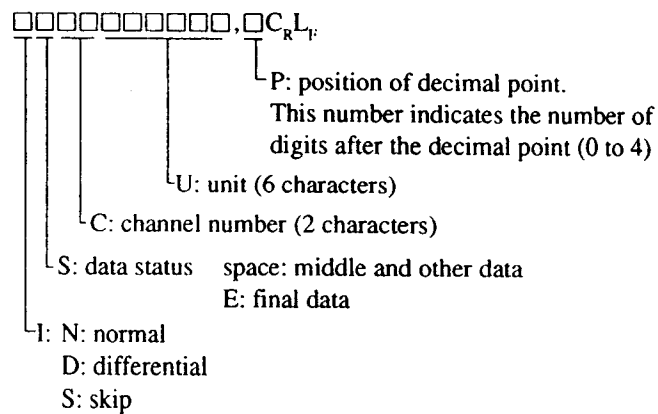 □□□□□□□□□□,□CRLF
P: position of decimal point.
This number indicates the number of
digits after the decimal point (0 to 4)
U: unit (6 characters)
C: channel number (2 characters)
S: data status space: middle and other data
E: final data
I: N: normal
D: differential
S: skip